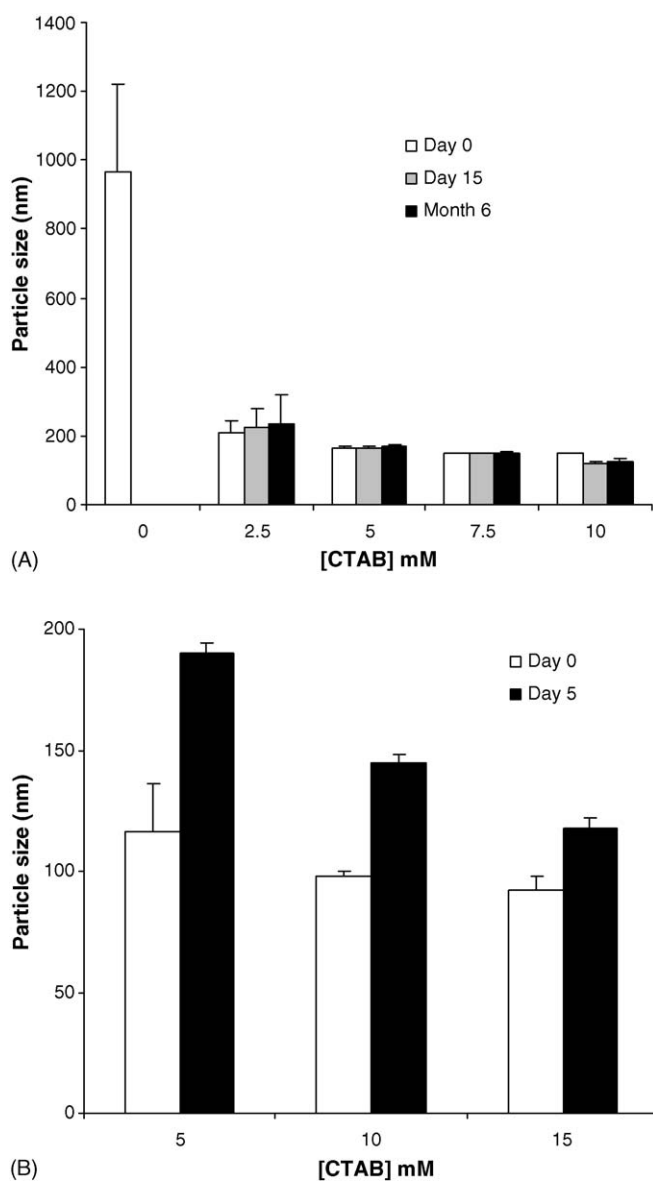 1400
1200
1000
800
600
400
200
0
Particle size (nm)
Day 0
Day 15
Month 6
0 2.5 5 7.5 10
[CTAB] mM
(A)
200
150
100
50
0
Particle size (nm)
Day 0
Day 5
5 10 15
[CTAB] mM
(B)